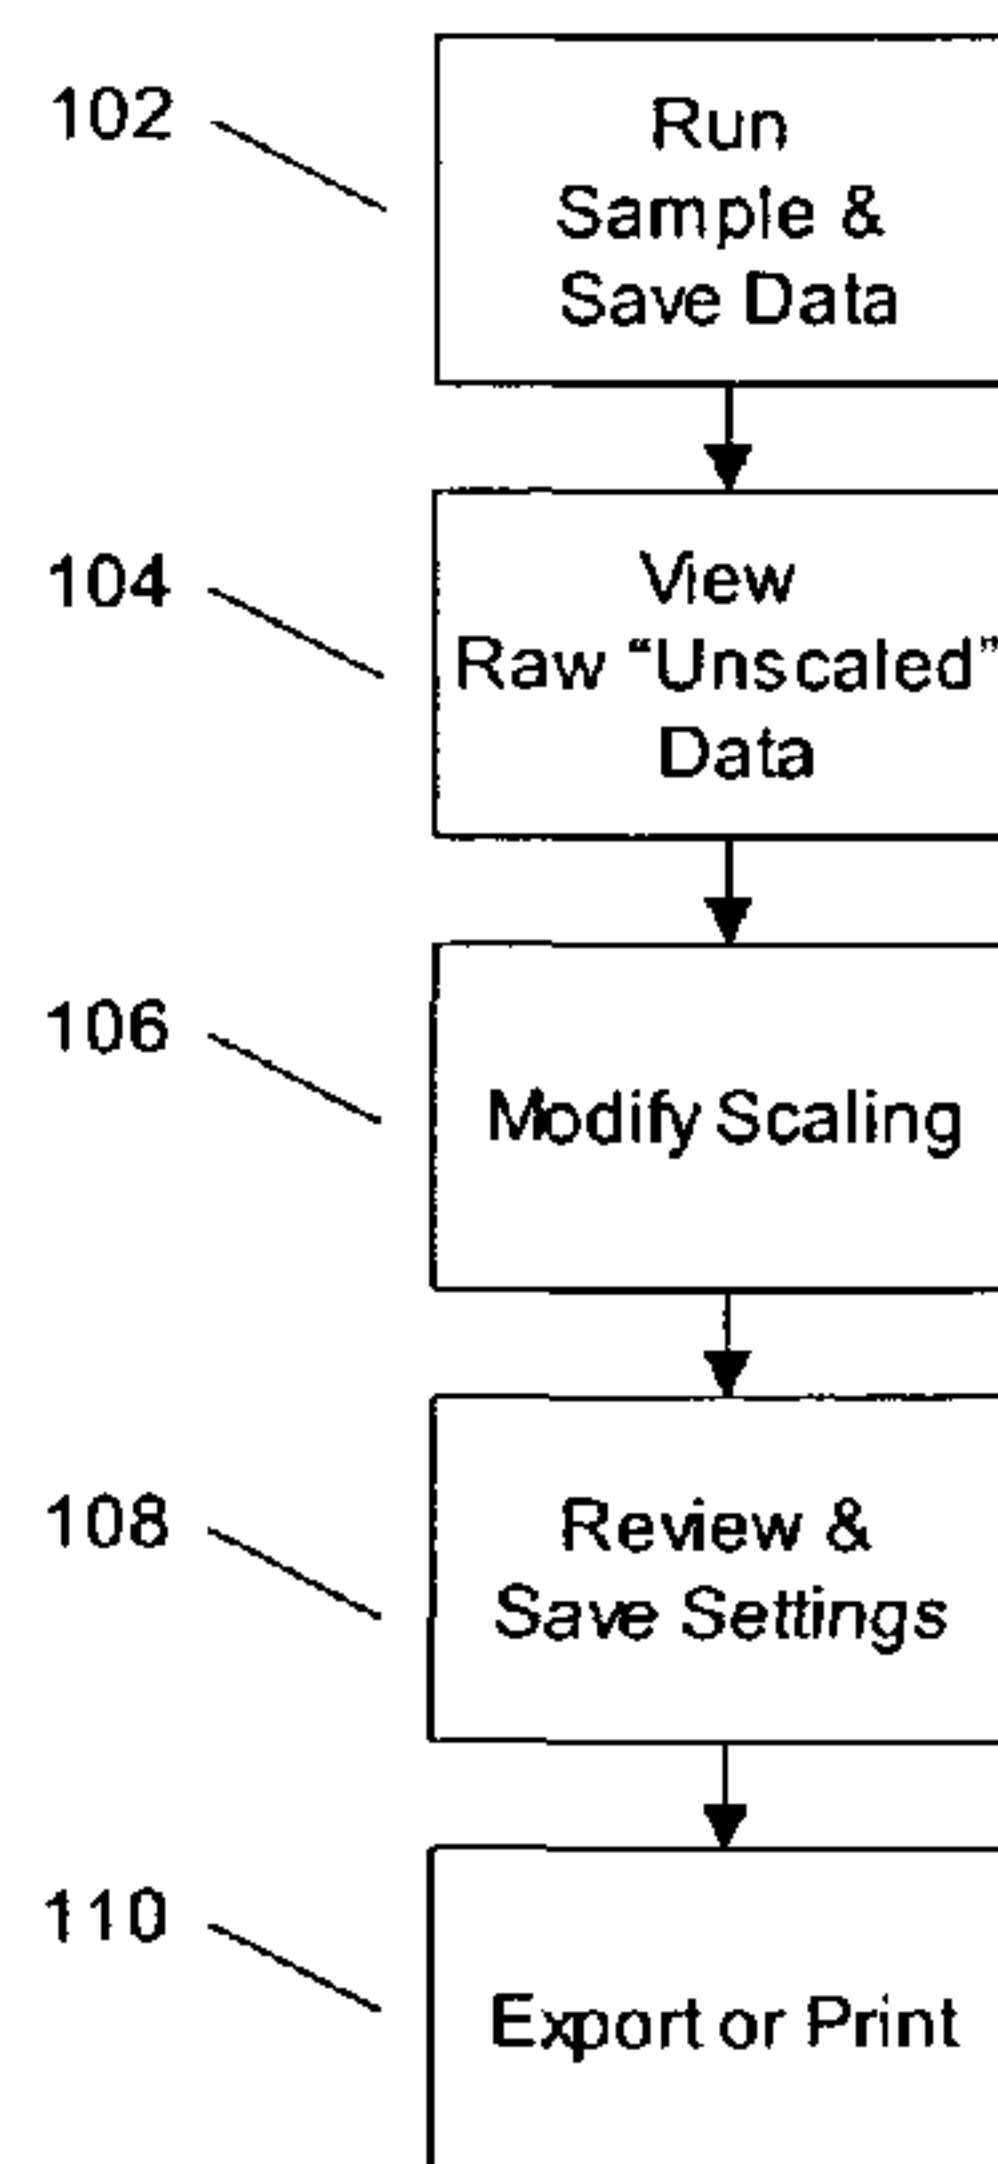 102
Run
Sample &
Save Data
104
View
Raw “Unscaled”
Data
106
Modify Scaling
108
Review &
Save Settings
110
Export or Print